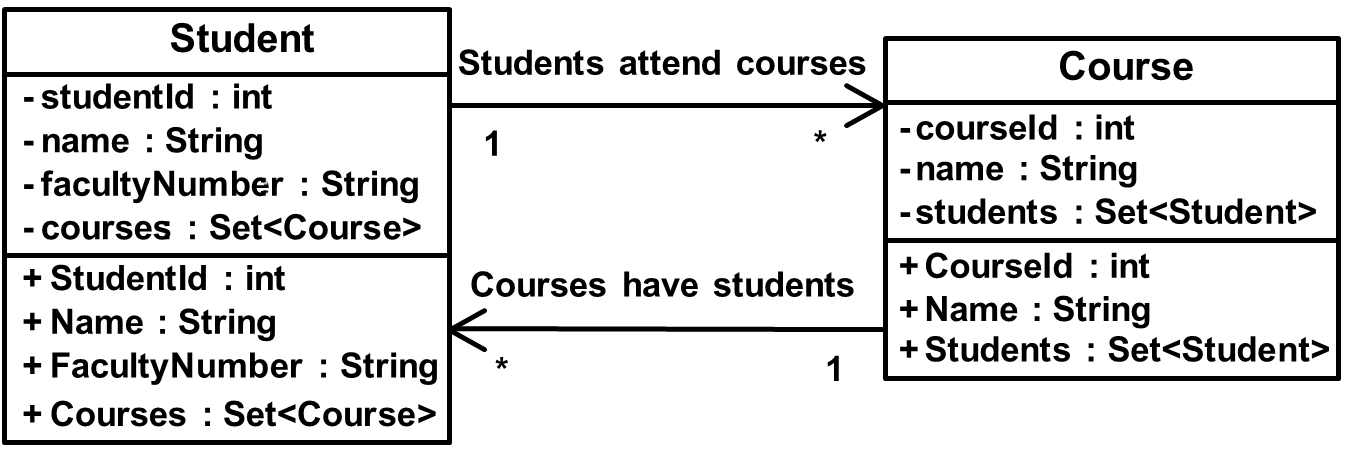 Student
- studentId : int
- name : String
- facultyNumber : String
- courses : Set<Course>
+ StudentId : int
+ Name : String
+ FacultyNumber : String
+ Courses : Set<Course>
Students attend courses
1
*
Courses have students
*
1
Course
- courseId : int
- name : String
- students : Set<Student>
+ CourseId : int
+ Name : String
+ Students : Set<Student>